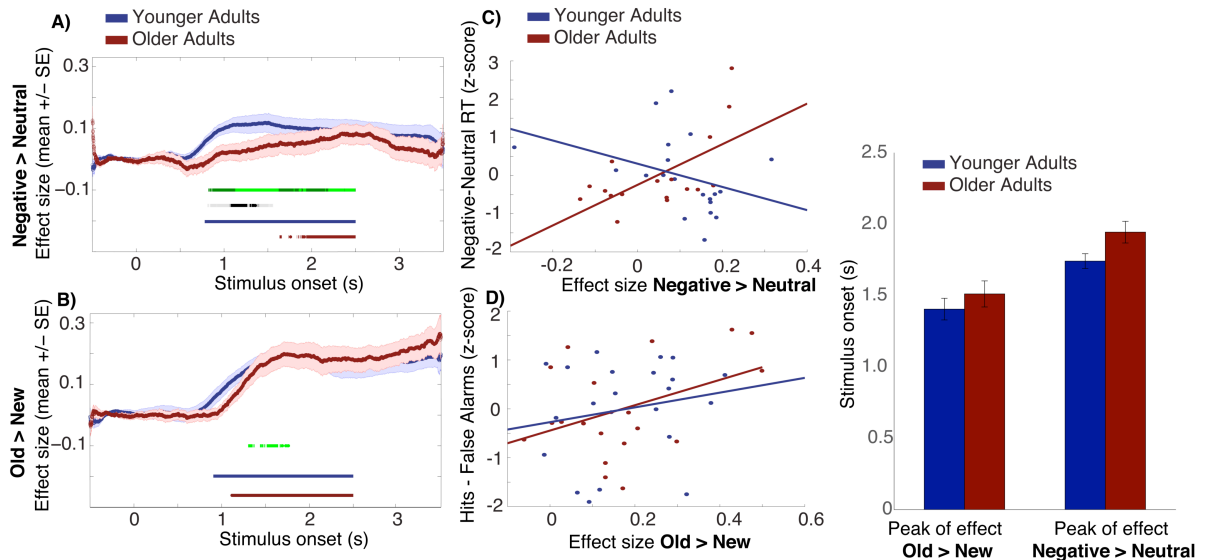 A)
Younger Adults
Older Adults
Negative > Neutral
Effect size (mean +/− SE)
0.3
0.1
−0.1
0 1 2 3
Stimulus onset (s)
B)
Old > New
Effect size (mean +/− SE)
0.3
0.1
−0.1
0 1 2 3
Stimulus onset (s)
C)
Younger Adults
Older Adults
Negative-Neutral RT (z-score)
3
2
1
0
-1
-2
-0.2 0 0.2 0.4
Effect size Negative > Neutral
D)
Hits - False Alarms (z-score)
2
1
0
-1
-2
0 0.2 0.4 0.6
Effect size Old > New
Younger Adults
Older Adults
Stimulus onset (s)
2.5
2.0
1.5
1.0
0.5
0
Peak of effect
Old > New
Peak of effect
Negative > Neutral